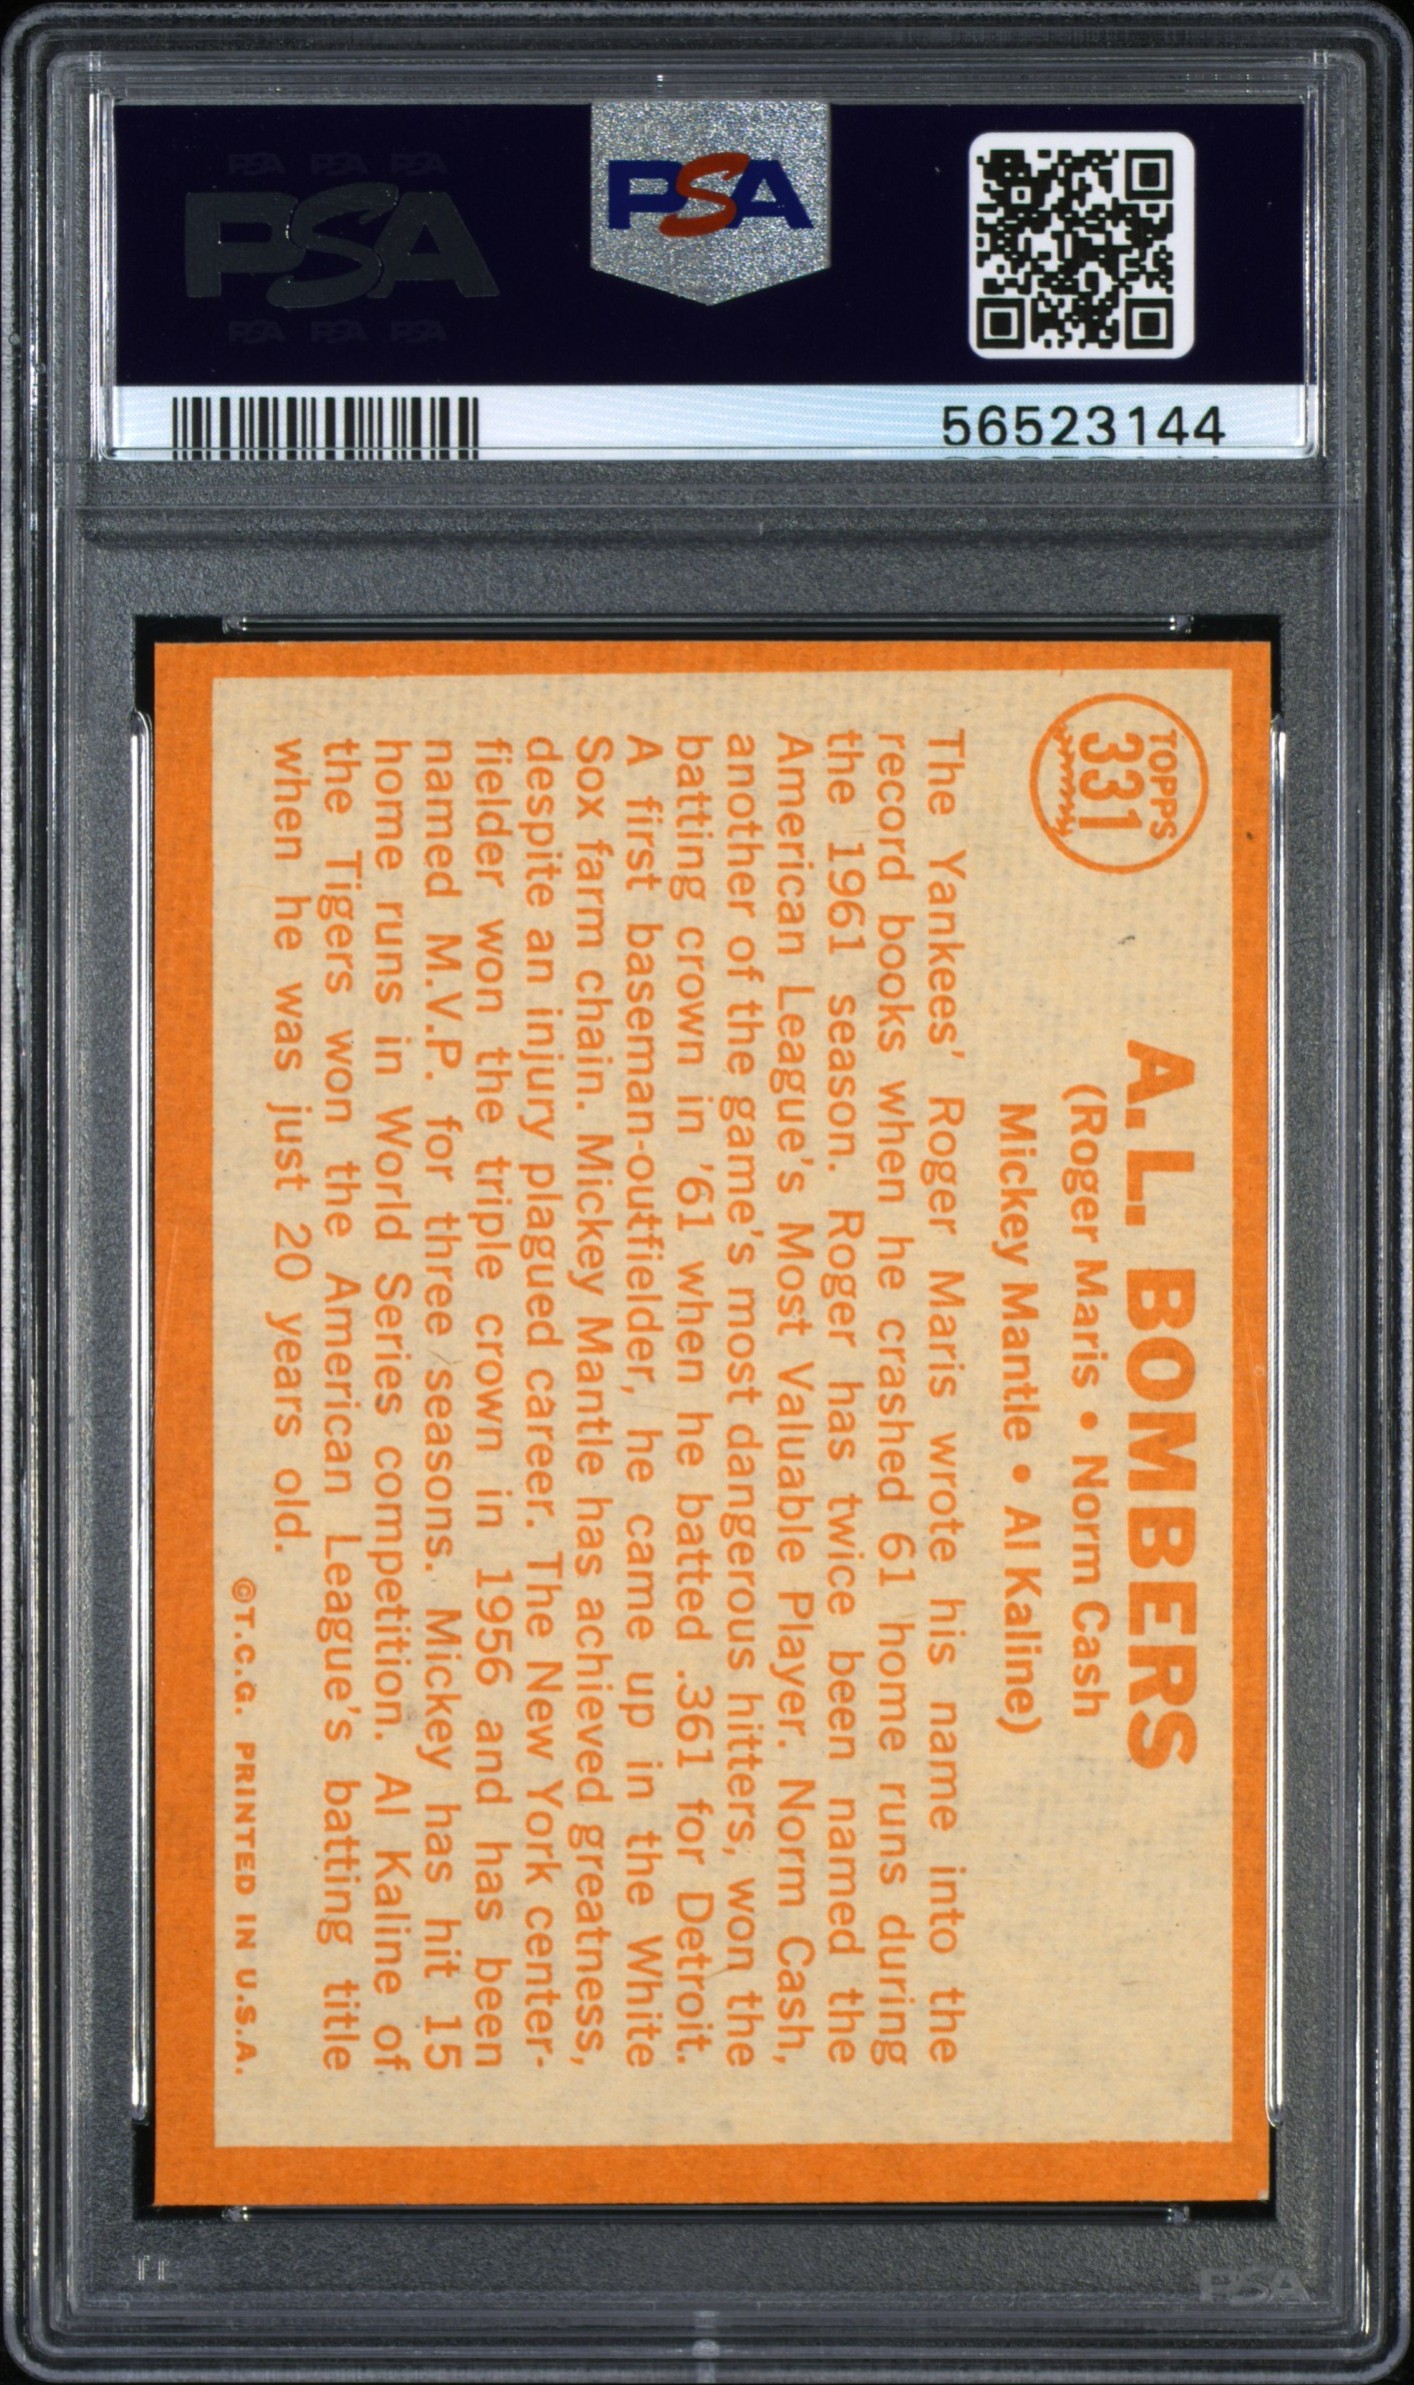 PSA PSA PSA
PSA
PSA PSA PSA
PSA
56523144
TOPPS
331
A.L. BOMBERS
(Roger Maris • Norm Cash
Mickey Mantle • Al Kaline)
The Yankees' Roger Maris wrote his name into the
record books when he crashed 61 home runs during
the 1961 season. Roger has twice been named the
American League's Most Valuable Player. Norm Cash,
another of the game's most dangerous hitters, won the
batting crown in '61 when he batted .361 for Detroit.
A first baseman-outfielder, he came up in the White
Sox farm chain. Mickey Mantle has achieved greatness,
despite an injury plagued career. The New York center-
fielder won the triple crown in 1956 and has been
named M.V.P. for three seasons. Mickey has hit 15
home runs in World Series competition. Al Kaline of
the Tigers won the American League's batting title
when he was just 20 years old.
©T.C.G. PRINTED IN U.S.A.
PSA